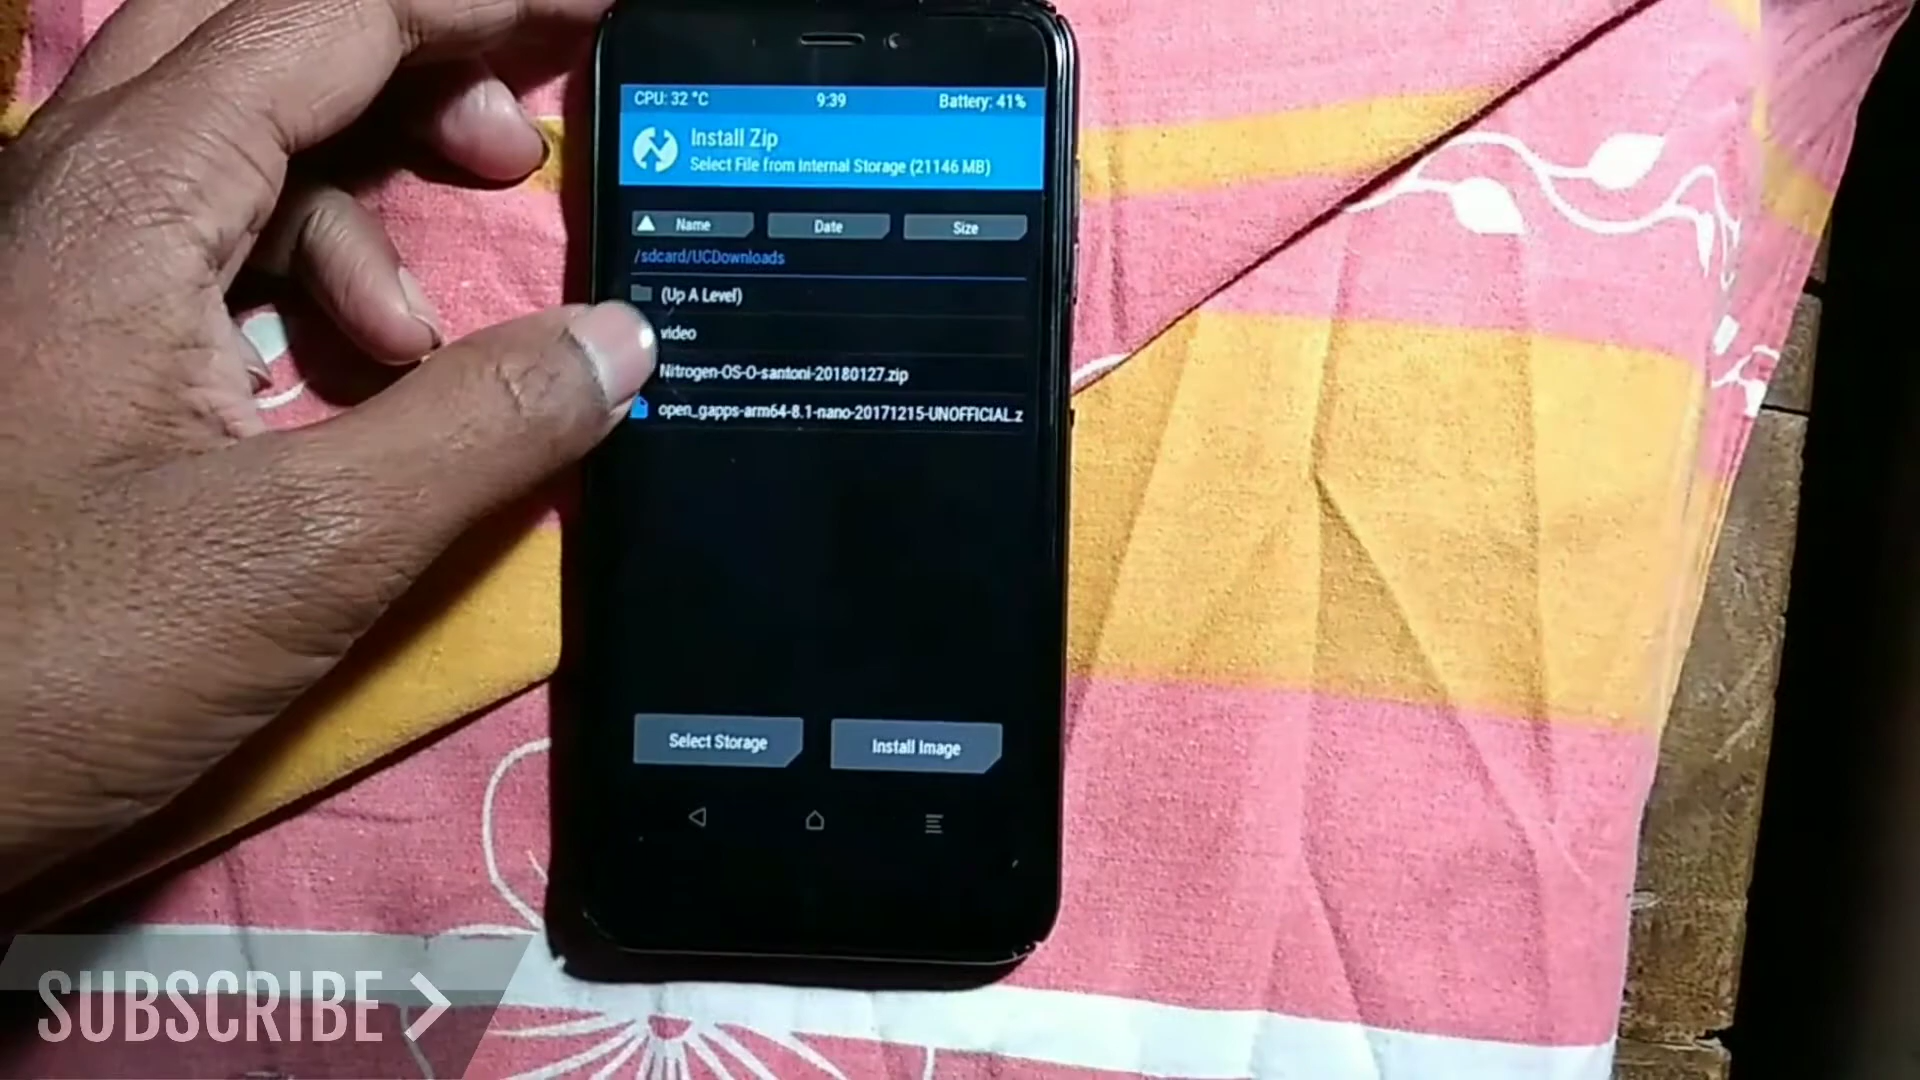 CPU: 32 °C 9:39 Battery: 41%
Install Zip
Select File from Internal Storage (21146 MB)
Name Date Size
/sdcard/UCDownloads
(Up A Level)
video
Nitrogen-OS-O-santoni-20180127.zip
open_gapps-arm64-8.1-nano-20171215-UNOFFICIAL.z
Select Storage Install Image
SUBSCRIBE